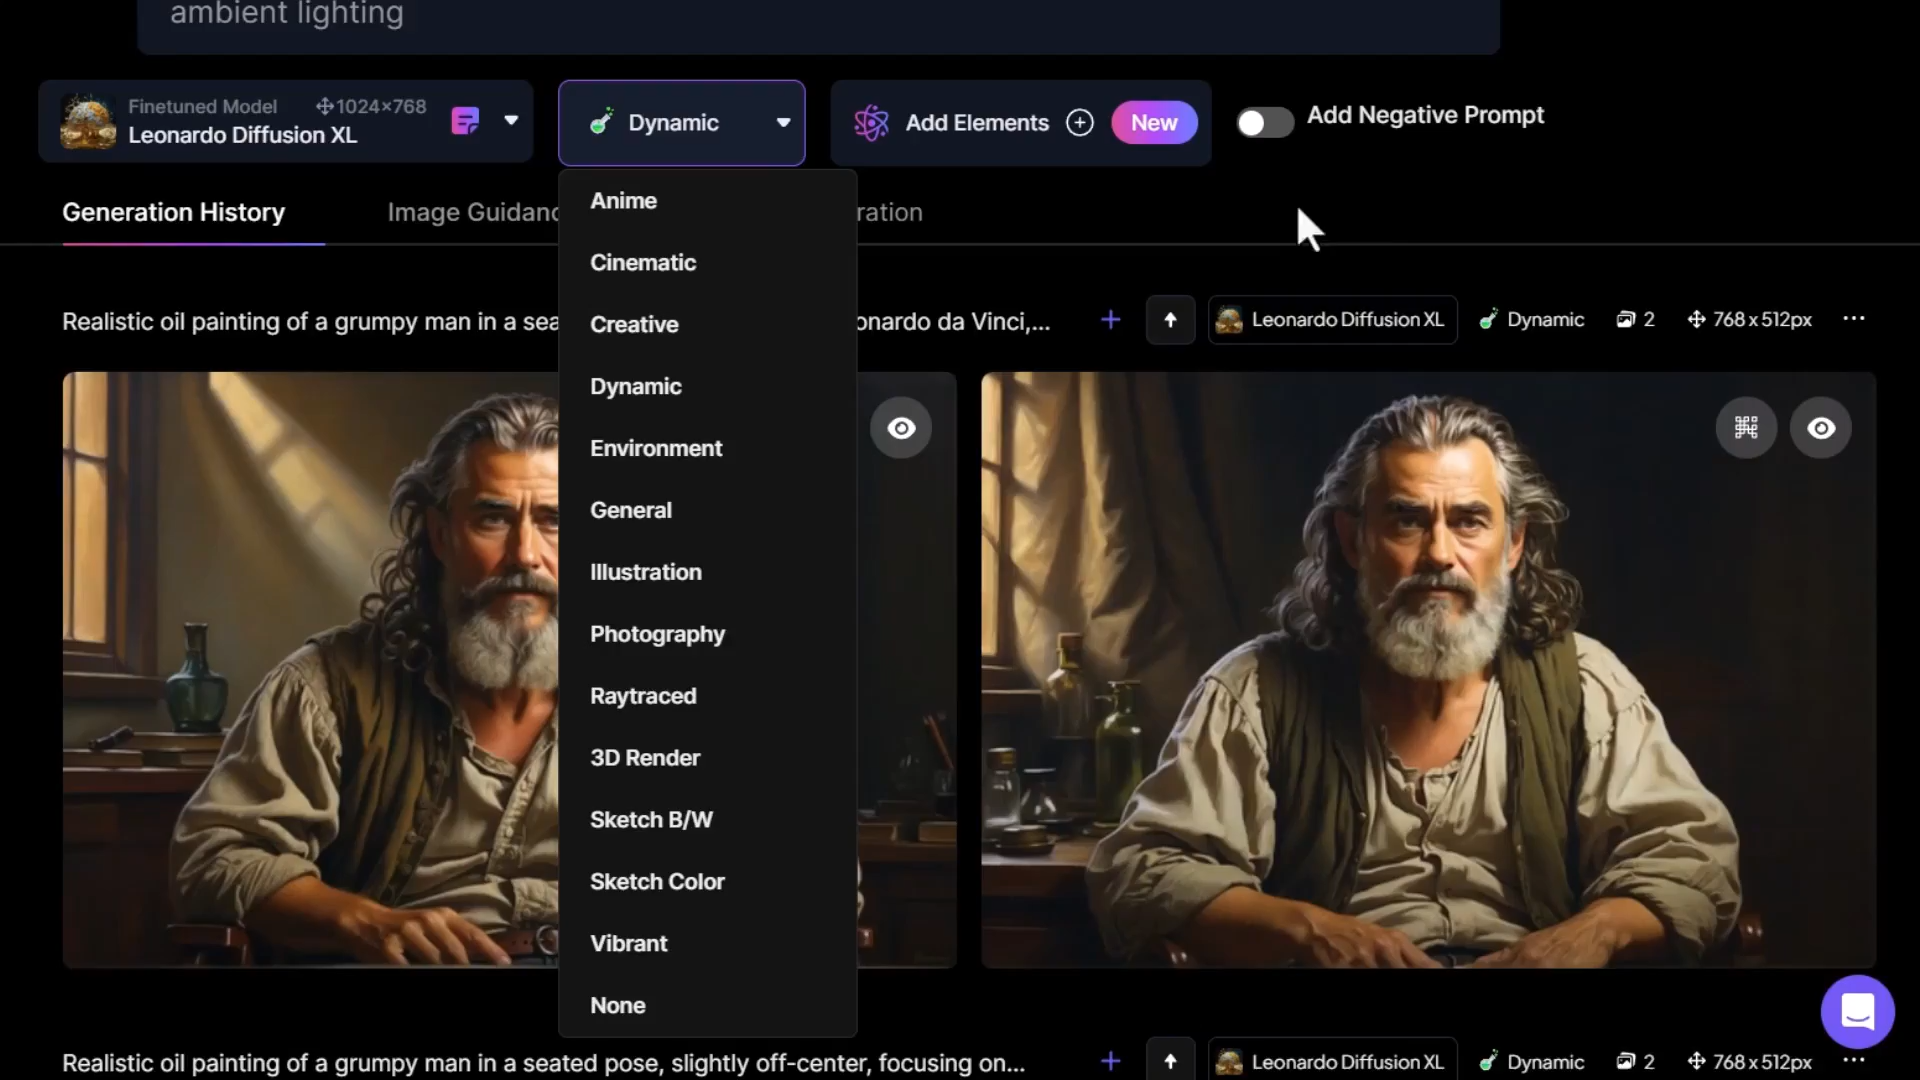 ambient lighting
Finetuned Model 1024×768
Leonardo Diffusion XL
Dynamic
Add Elements
New
Add Negative Prompt
Generation History
Image Guidanc
ration
Anime
Cinematic
Creative
Dynamic
Environment
General
Illustration
Photography
Raytraced
3D Render
Sketch B/W
Sketch Color
Vibrant
None
Realistic oil painting of a grumpy man in a sea
onardo da Vinci,...
Leonardo Diffusion XL
Dynamic
2
768 x 512px
Realistic oil painting of a grumpy man in a seated pose, slightly off-center, focusing on...
Leonardo Diffusion XL
Dynamic
2
768 x 512px